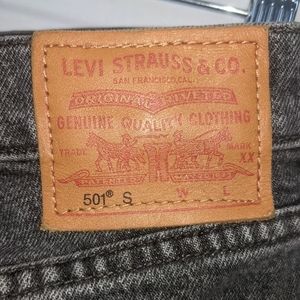 LEVI STRAUSS & CO.
SAN FRANCISCO, CAL.
ORIGINAL RIVETED
GENUINE QUALITY CLOTHING
TRADE MARK
XX
501® S W L